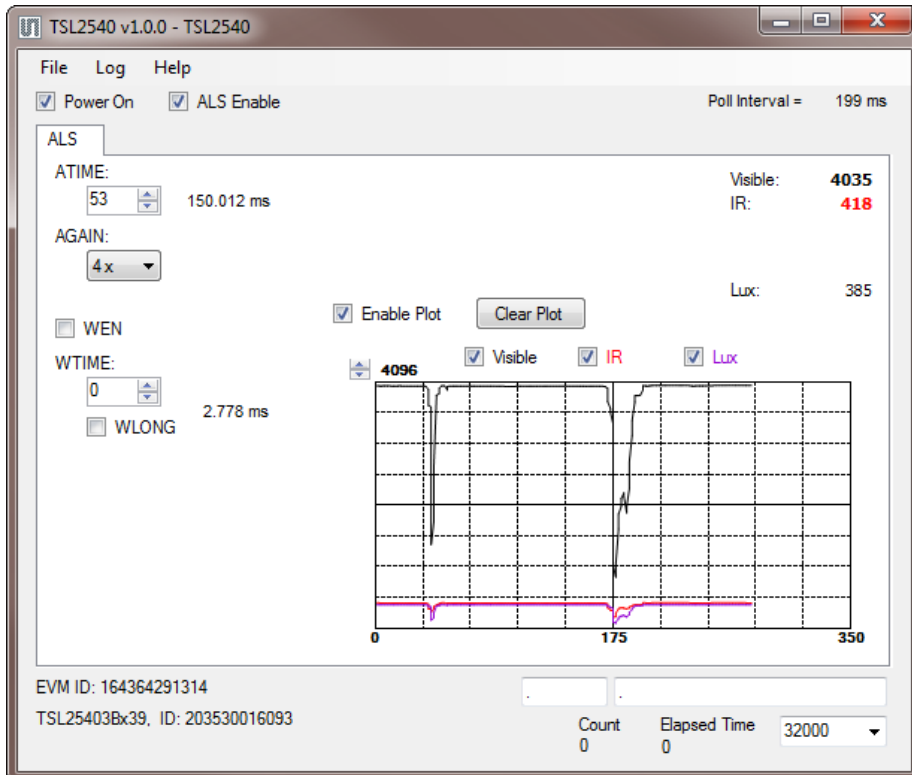 TSL2540 v1.0.0 - TSL2540
File Log Help
Power On ALS Enable Poll Interval = 199 ms
ALS
ATIME:
53 150.012 ms
Visible: 4035
IR: 418
AGAIN:
4x
Lux: 385
Enable Plot Clear Plot
WEN
WTIME:
0 2.778 ms
WLONG
Visible IR Lux
4096
0 175 350
EVM ID: 164364291314
. .
TSL25403Bx39, ID: 203530016093
Count Elapsed Time 32000
0 0